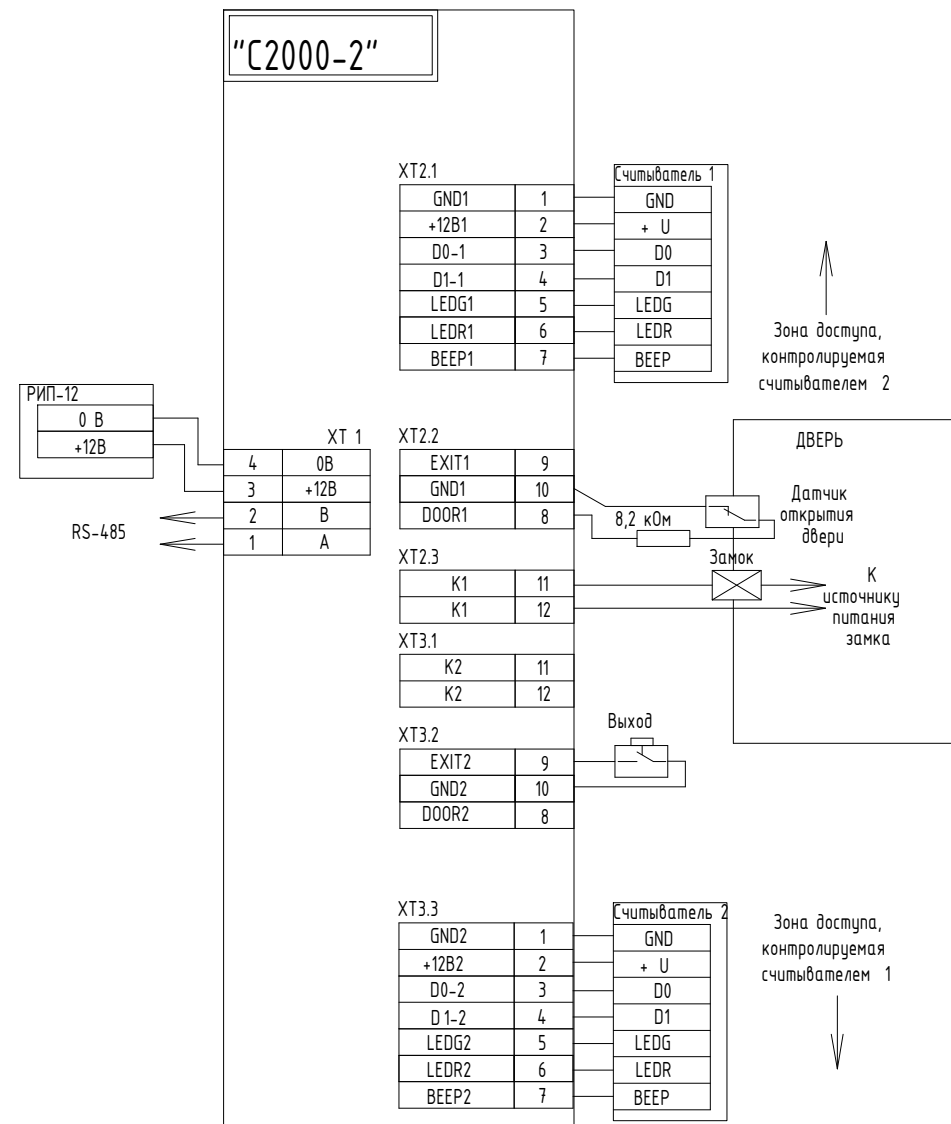 "С2000-2"
XT2.1
GND1 1
+12В1 2
D0-1 3
D1-1 4
LEDG1 5
LEDR1 6
BEEP1 7
Считыватель 1
GND
+ U
D0
D1
LEDG
LEDR
BEEP
Зона доступа,
контролируемая
считывателем 2
РИП-12
0 В
+12В
RS-485
XT 1
4 0В
3 +12В
2 В
1 А
XT2.2
EXIT1 9
GND1 10
DOOR1 8
8,2 кОм
ДВЕРЬ
Датчик
открытия
двери
Замок
XT2.3
К1 11
К1 12
К
источнику
питания
замка
XT3.1
К2 11
К2 12
XT3.2
EXIT2 9
GND2 10
DOOR2 8
Выход
XT3.3
GND2 1
+12В2 2
D0-2 3
D 1-2 4
LEDG2 5
LEDR2 6
BEEP2 7
Считыватель 2
GND
+ U
D0
D1
LEDG
LEDR
BEEP
Зона доступа,
контролируемая
считывателем 1